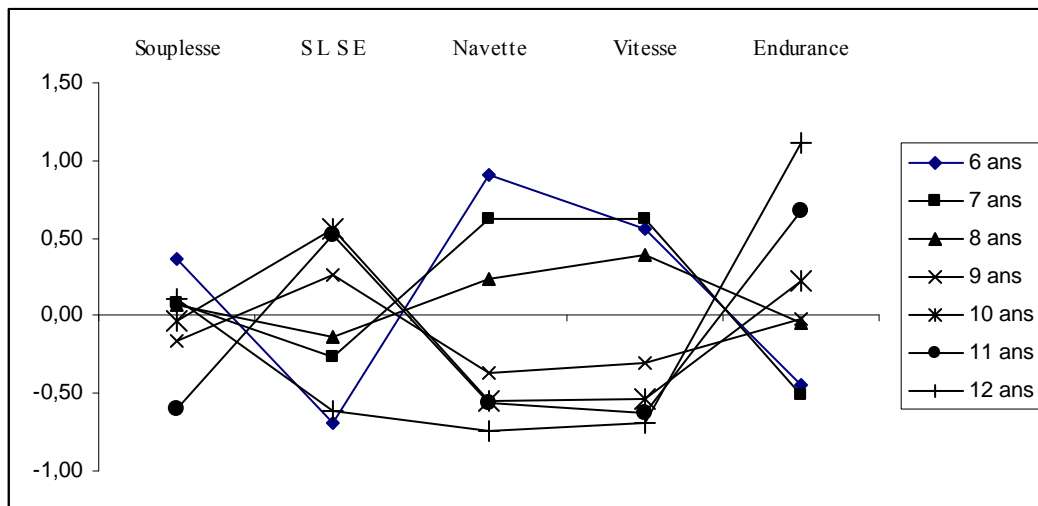 Souplesse S L S E Navette Vitesse Endurance
1,50
1,00
0,50
0,00
-0,50
-1,00
6 ans
7 ans
8 ans
9 ans
10 ans
11 ans
12 ans